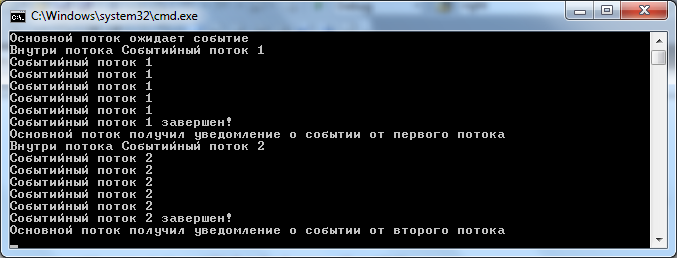 C:\Windows\system32\cmd.exe
Основной поток ожидает событие
Внутри потока Событийный поток 1
Событийный поток 1
Событийный поток 1
Событийный поток 1
Событийный поток 1
Событийный поток 1
Событийный поток 1 завершен!
Основной поток получил уведомление о событии от первого потока
Внутри потока Событийный поток 2
Событийный поток 2
Событийный поток 2
Событийный поток 2
Событийный поток 2
Событийный поток 2
Событийный поток 2 завершен!
Основной поток получил уведомление о событии от второго потока